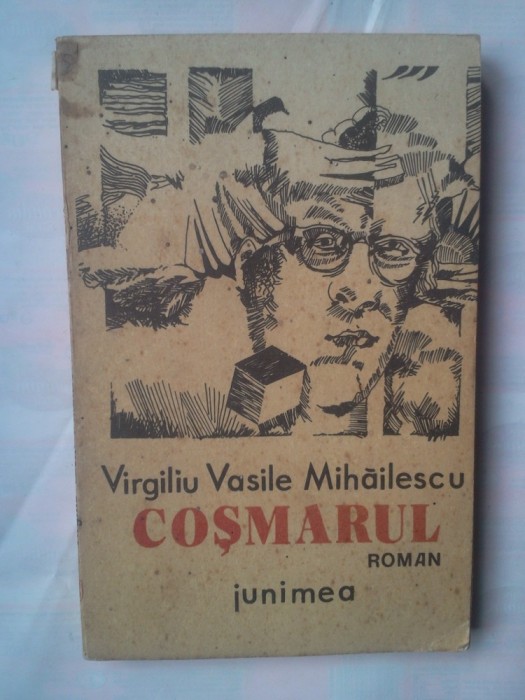 Virgiliu Vasile Mihăilescu
COȘMARUL
ROMAN
junimea